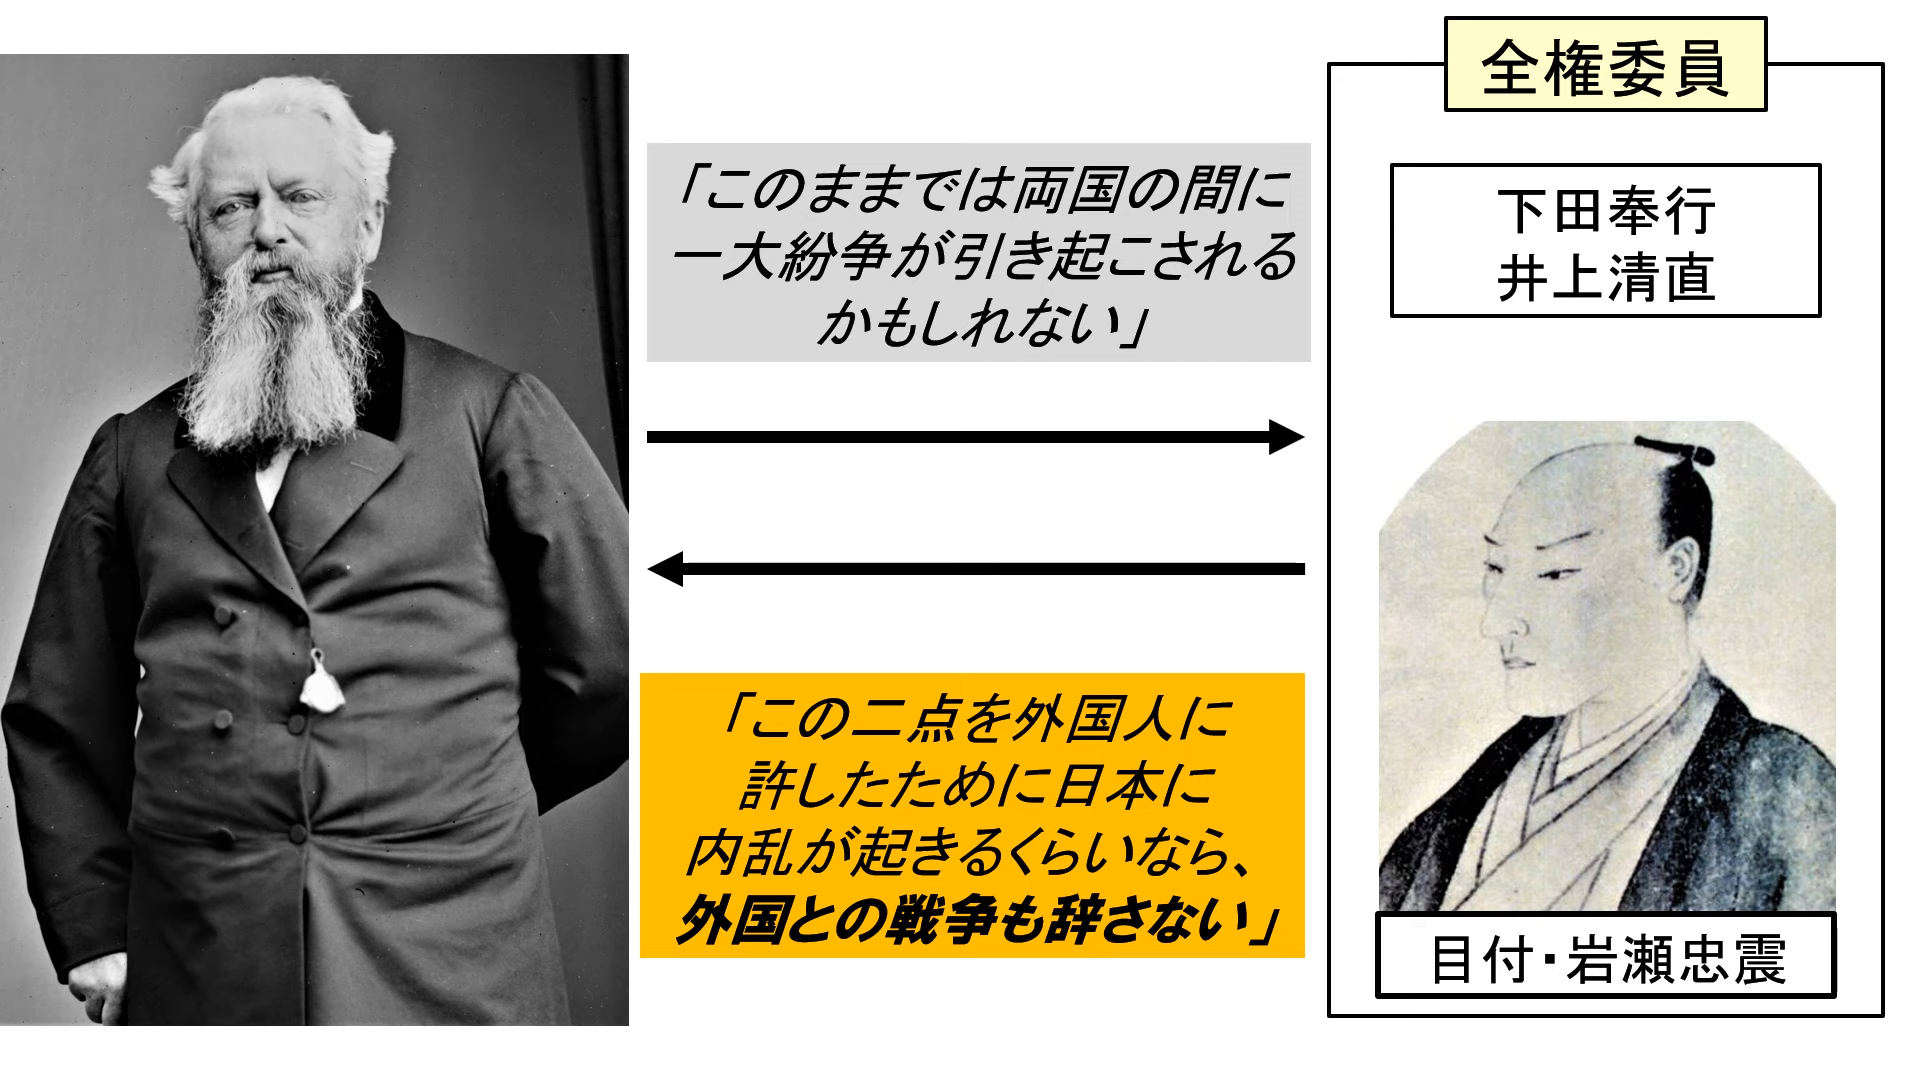 全権委員
「このままでは両国の間に
一大紛争が引き起こされる
かもしれない」
下田奉行
井上清直
「この二点を外国人に
許したために日本に
内乱が起きるくらいなら、
外国との戦争も辞さない」
目付・岩瀬忠震